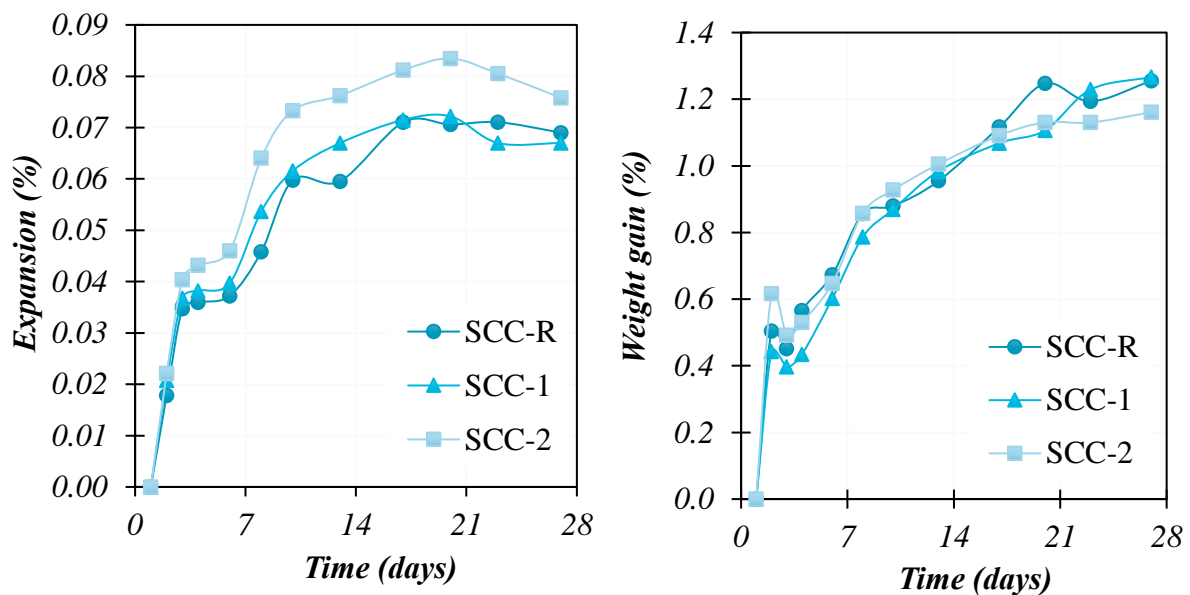 Expansion (%)
0.09
0.08
0.07
0.06
0.05
0.04
0.03
0.02
0.01
0.00
0 7 14 21 28
Time (days)
SCC-R
SCC-1
SCC-2
Weight gain (%)
1.4
1.2
1.0
0.8
0.6
0.4
0.2
0.0
0 7 14 21 28
Time (days)
SCC-R
SCC-1
SCC-2